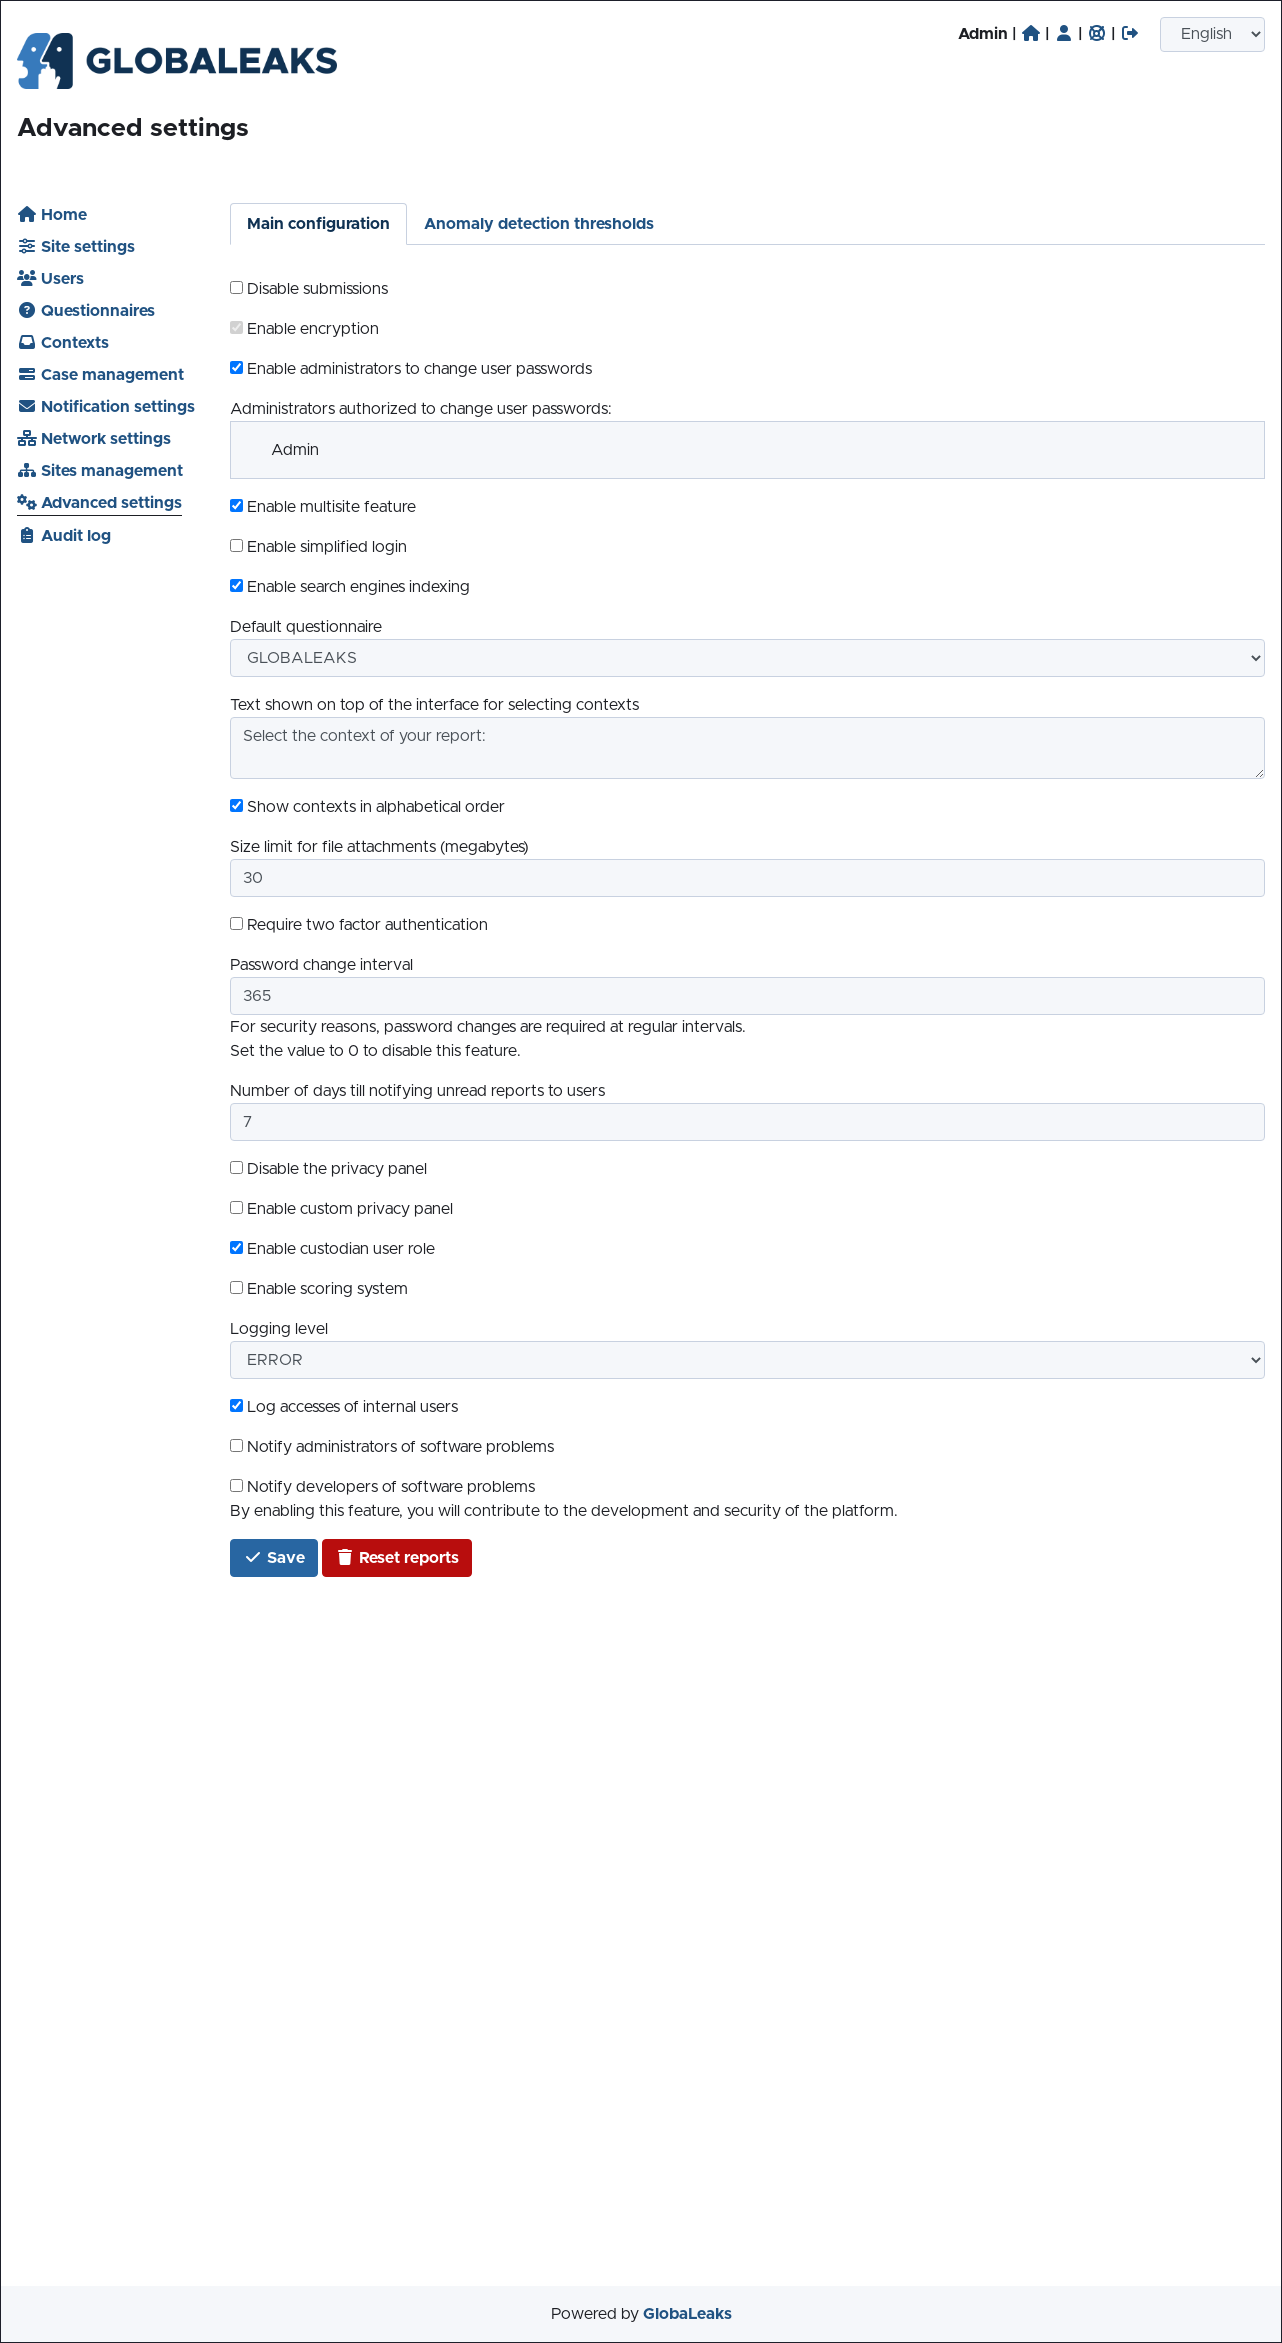 Admin | | | |
English
GLOBALEAKS
Advanced settings
Home
Site settings
Users
Questionnaires
Contexts
Case management
Notification settings
Network settings
Sites management
Advanced settings
Audit log
Main configuration
Anomaly detection thresholds
Disable submissions
Enable encryption
Enable administrators to change user passwords
Administrators authorized to change user passwords:
Admin
Enable multisite feature
Enable simplified login
Enable search engines indexing
Default questionnaire
GLOBALEAKS
Text shown on top of the interface for selecting contexts
Select the context of your report:
Show contexts in alphabetical order
Size limit for file attachments (megabytes)
30
Require two factor authentication
Password change interval
365
For security reasons, password changes are required at regular intervals.
Set the value to 0 to disable this feature.
Number of days till notifying unread reports to users
7
Disable the privacy panel
Enable custom privacy panel
Enable custodian user role
Enable scoring system
Logging level
ERROR
Log accesses of internal users
Notify administrators of software problems
Notify developers of software problems
By enabling this feature, you will contribute to the development and security of the platform.
Save
Reset reports
Powered by GlobaLeaks